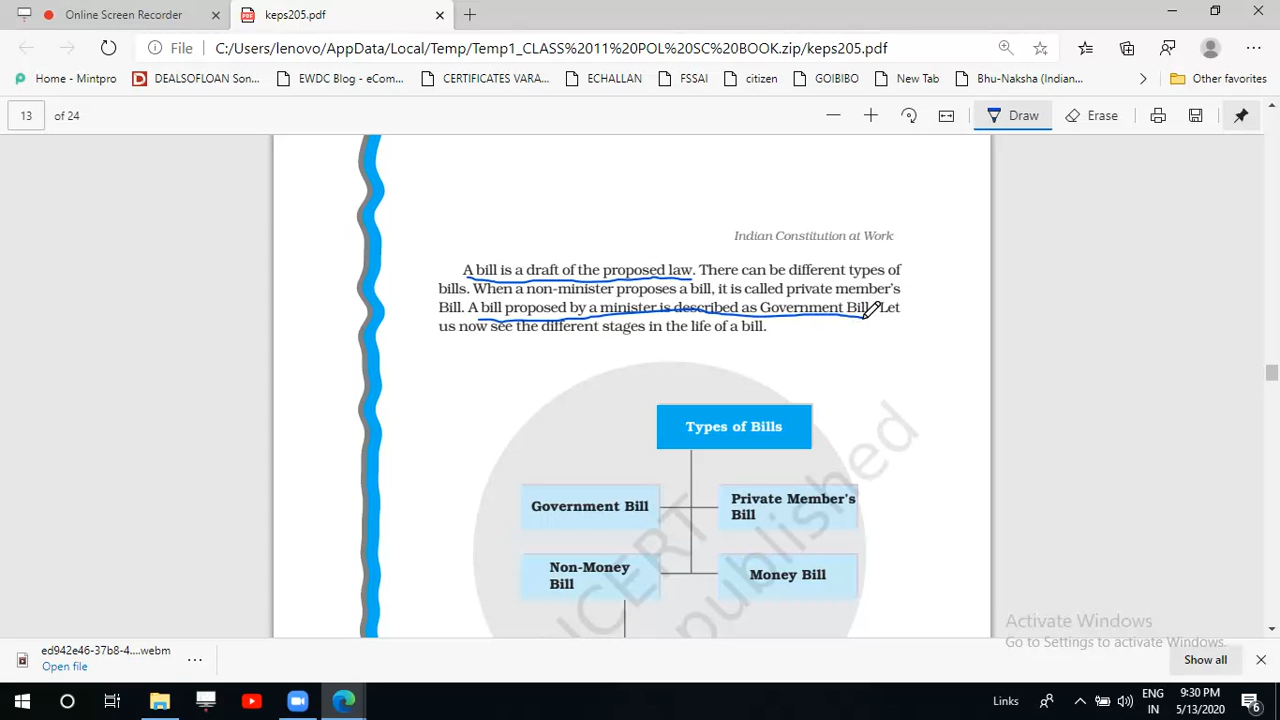 Online Screen Recorder
keps205.pdf
File
C:/Users/lenovo/AppData/Local/Temp/Temp1_CLASS%2011%20POL%20SC%20BOOK.zip/keps205.pdf
Home - Mintpro
DEALSOFLOAN Son...
EWDC Blog - eCom...
CERTIFICATES VARA...
ECHALLAN
FSSAI
citizen
GOIBIBO
New Tab
Bhu-Naksha (Indian...
Other favorites
13 of 24
Draw
Erase
Indian Constitution at Work
A bill is a draft of the proposed law. There can be different types of
bills. When a non-minister proposes a bill, it is called private member's
Bill. A bill proposed by a minister is described as Government Bill. Let
us now see the different stages in the life of a bill.
Types of Bills
Government Bill
Private Member's
Bill
Non-Money
Bill
Money Bill
published
Activate Windows
Go to Settings to activate Windows.
ed942e46-37b8-4....webm
Open file
Show all
Links
ENG
IN
9:30 PM
5/13/2020
6